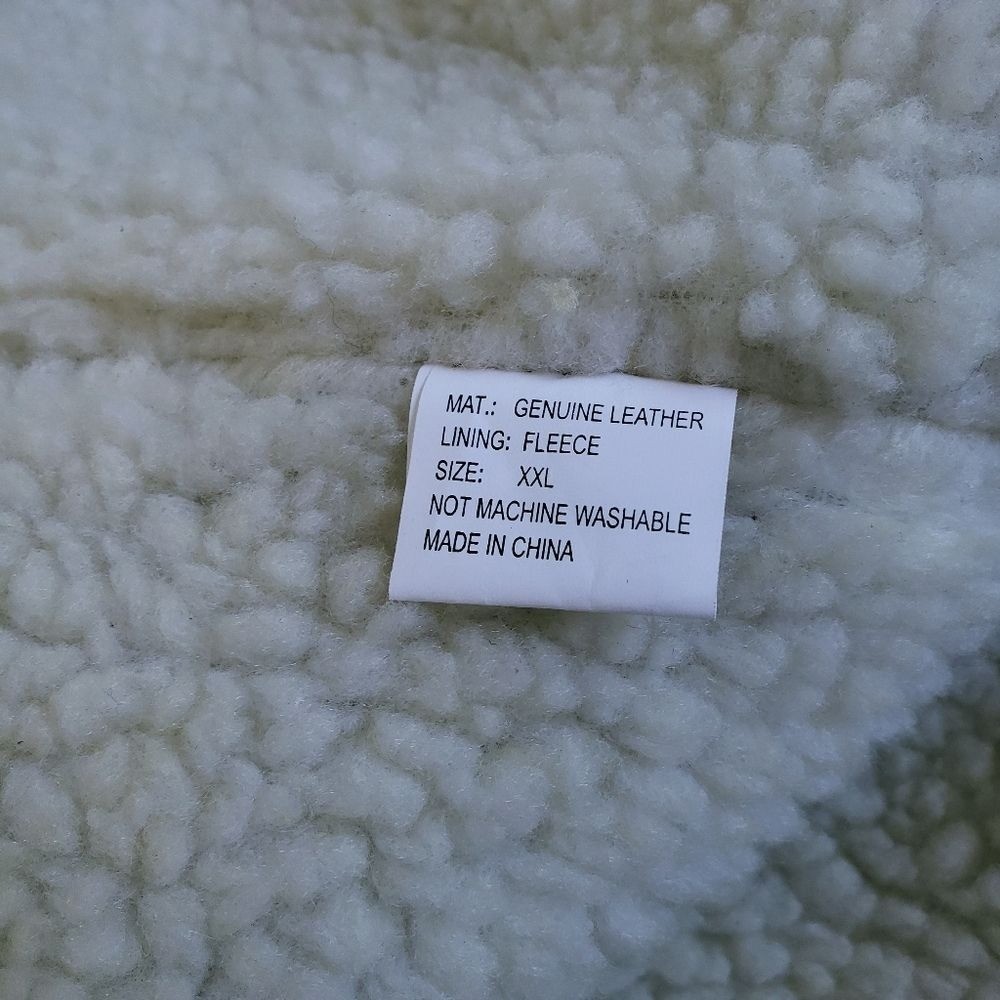 MAT.: GENUINE LEATHER
LINING: FLEECE
SIZE: XXL
NOT MACHINE WASHABLE
MADE IN CHINA